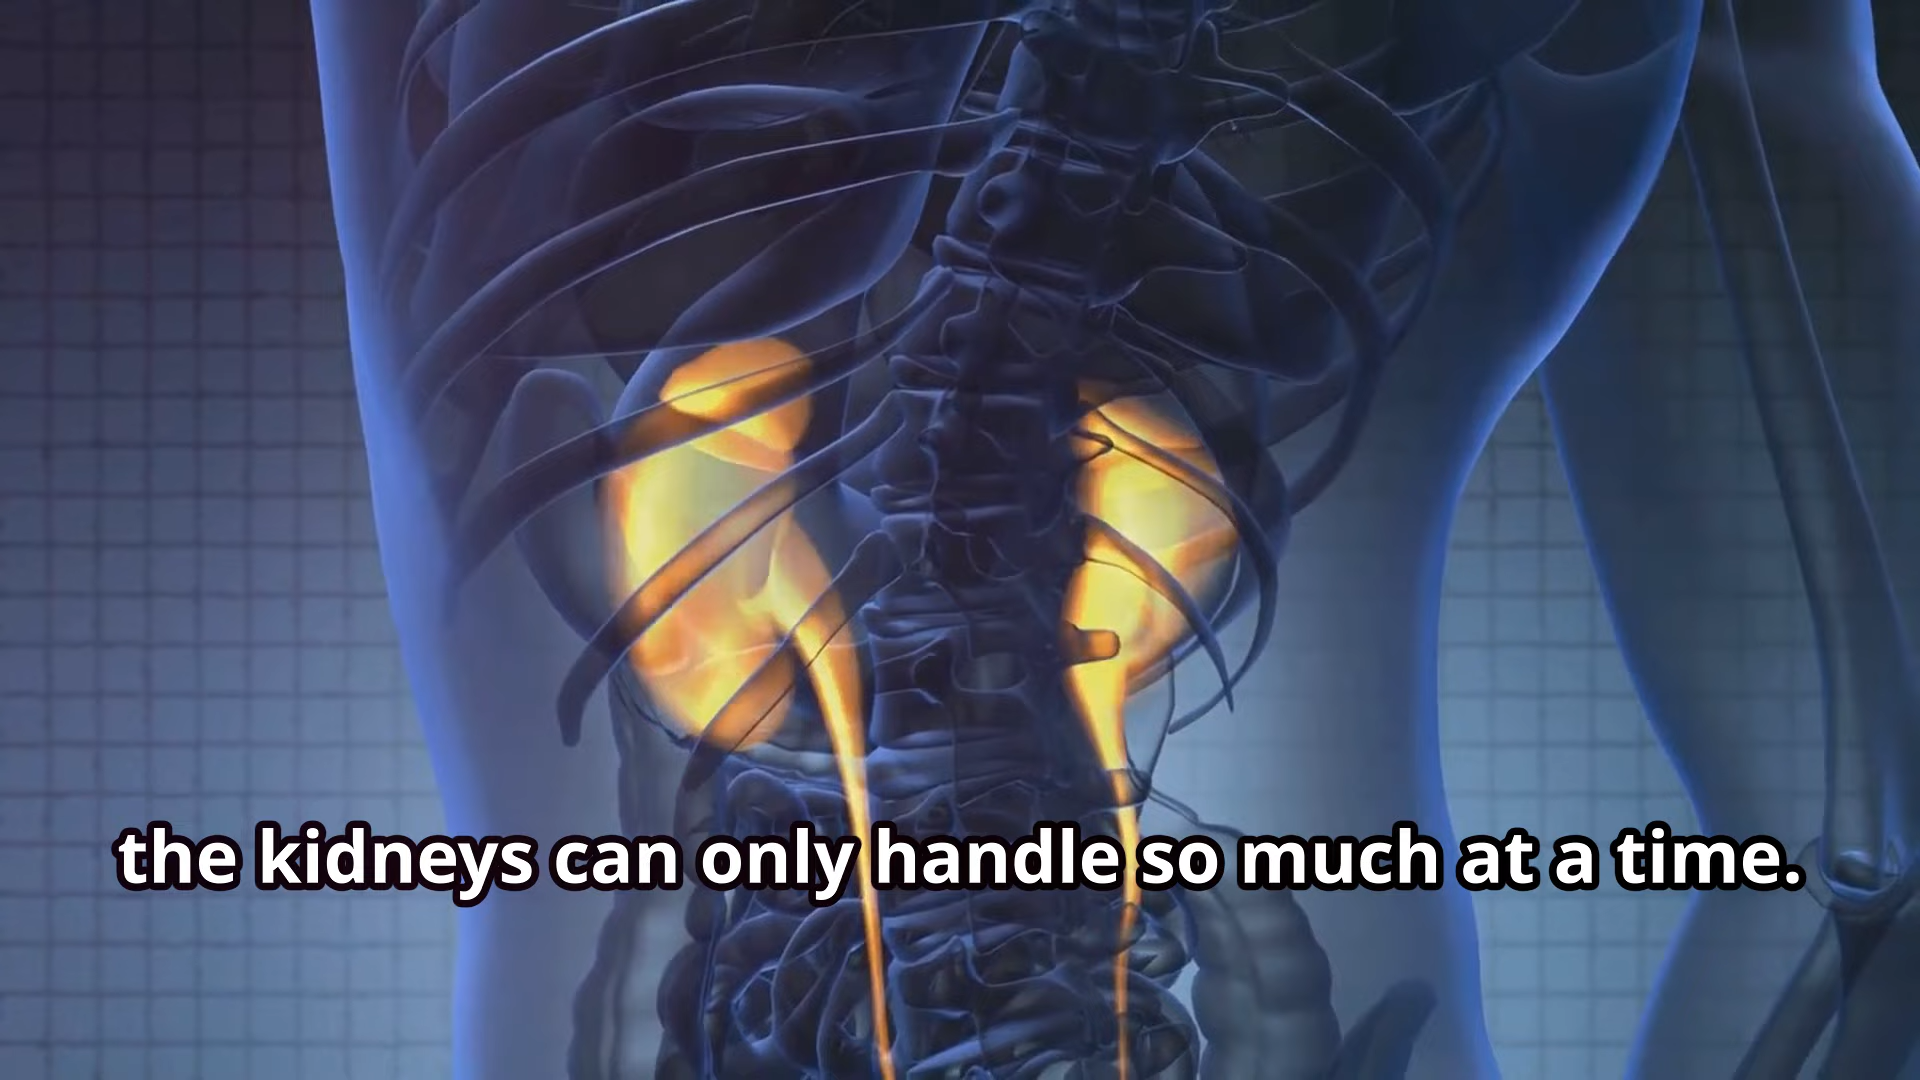 the kidneys can only handle so much at a time.